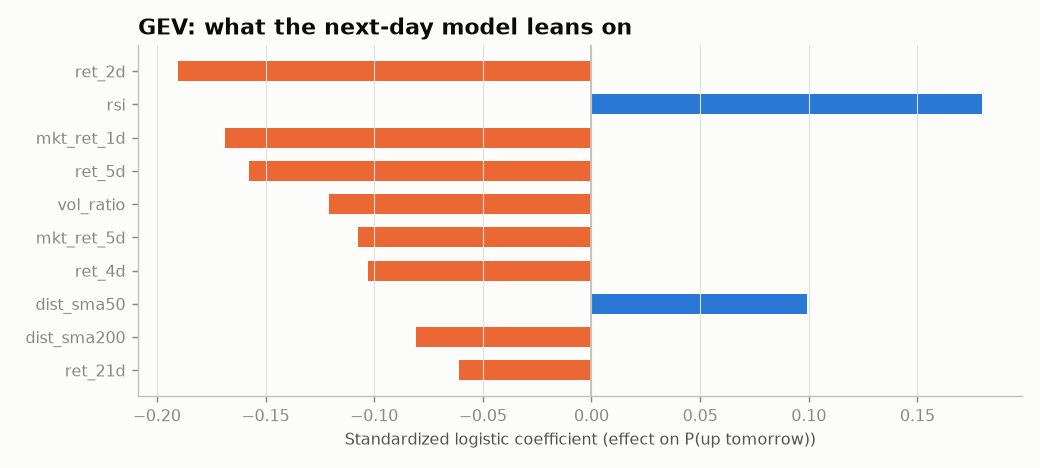 GEV: what the next-day model leans on
ret_2d
rsi
mkt_ret_1d
ret_5d
vol_ratio
mkt_ret_5d
ret_4d
dist_sma50
dist_sma200
ret_21d
−0.20 −0.15 −0.10 −0.05 0.00 0.05 0.10 0.15
Standardized logistic coefficient (effect on P(up tomorrow))